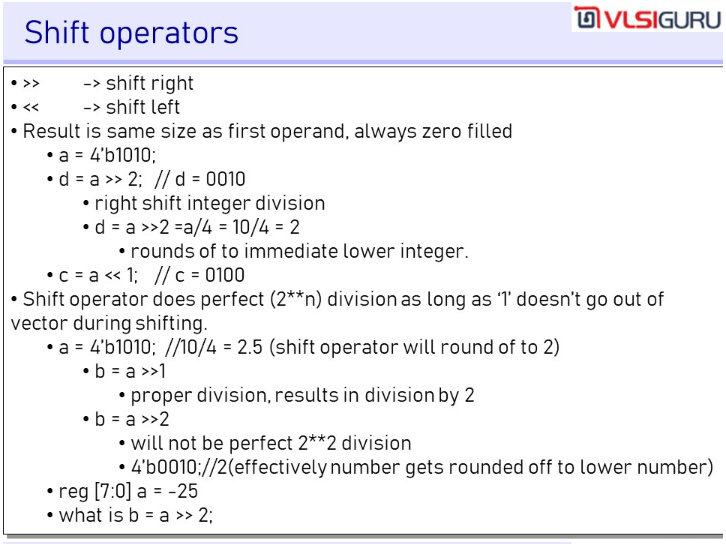 Shift operators
VLSIGURU
• >> -> shift right
• << -> shift left
• Result is same size as first operand, always zero filled
• a = 4'b1010;
• d = a >> 2; // d = 0010
• right shift integer division
• d = a >>2 =a/4 = 10/4 = 2
• rounds of to immediate lower integer.
• c = a << 1; // c = 0100
• Shift operator does perfect (2**n) division as long as ‘1’ doesn’t go out of
vector during shifting.
• a = 4'b1010; //10/4 = 2.5 (shift operator will round of to 2)
• b = a >>1
• proper division, results in division by 2
• b = a >>2
• will not be perfect 2**2 division
• 4'b0010;//2(effectively number gets rounded off to lower number)
• reg [7:0] a = -25
• what is b = a >> 2;